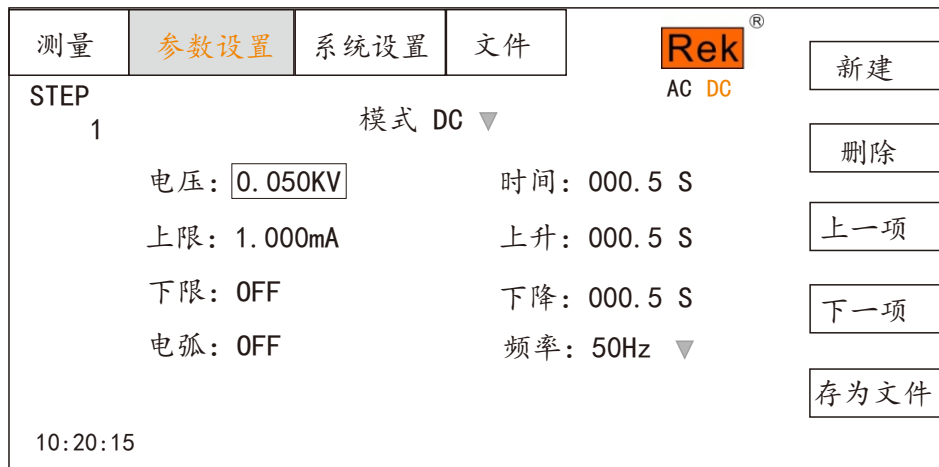 测量 参数设置 系统设置 文件 Rek®
AC DC
新建
STEP
1
模式 DC ▼
删除
电压: 0.050KV 时间: 000.5 S
上一项
上限: 1.000mA 上升: 000.5 S
下限: OFF 下降: 000.5 S
下一项
电弧: OFF 频率: 50Hz ▼
存为文件
10:20:15